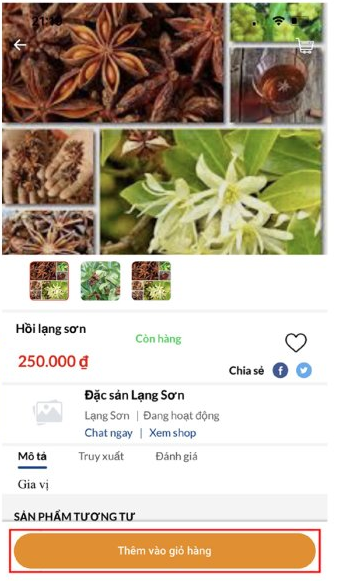 Hồi lạng sơn
Còn hàng
250.000 ₫
Chia sẻ
Đặc sản Lạng Sơn
Lạng Sơn | Đang hoạt động
Chat ngay | Xem shop
Mô tả Truy xuất Đánh giá
Gia vị
SẢN PHẨM TƯƠNG TỰ
Thêm vào giỏ hàng